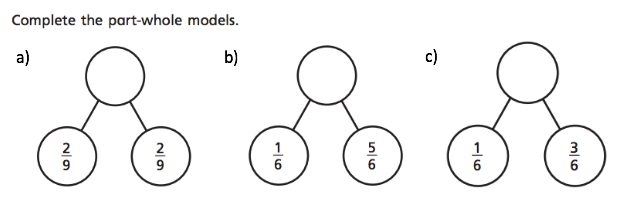 Complete the part-whole models.
a) b) c)
2/9 2/9 1/6 5/6 1/6 3/6